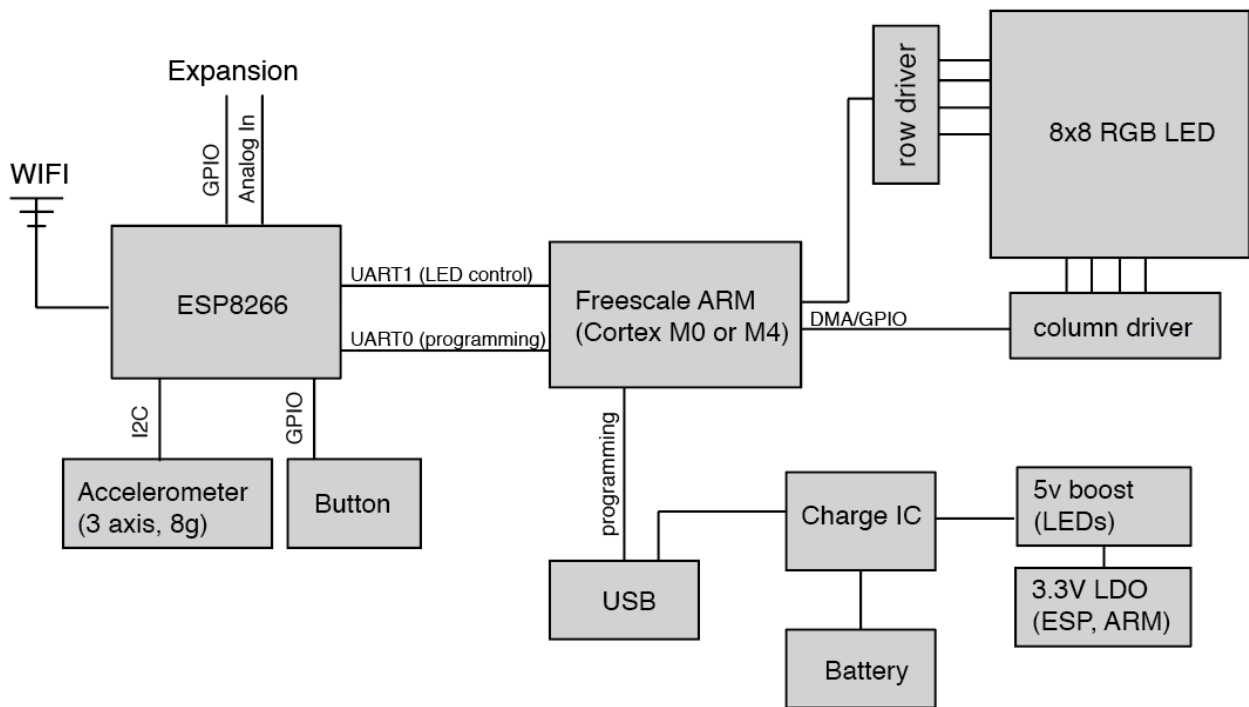 Expansion
GPIO
Analog In
WIFI
ESP8266
UART1 (LED control)
UART0 (programming)
I2C
GPIO
Accelerometer
(3 axis, 8g)
Button
Freescale ARM
(Cortex M0 or M4)
row driver
8x8 RGB LED
DMA/GPIO
column driver
programming
USB
Charge IC
Battery
5v boost
(LEDs)
3.3V LDO
(ESP, ARM)